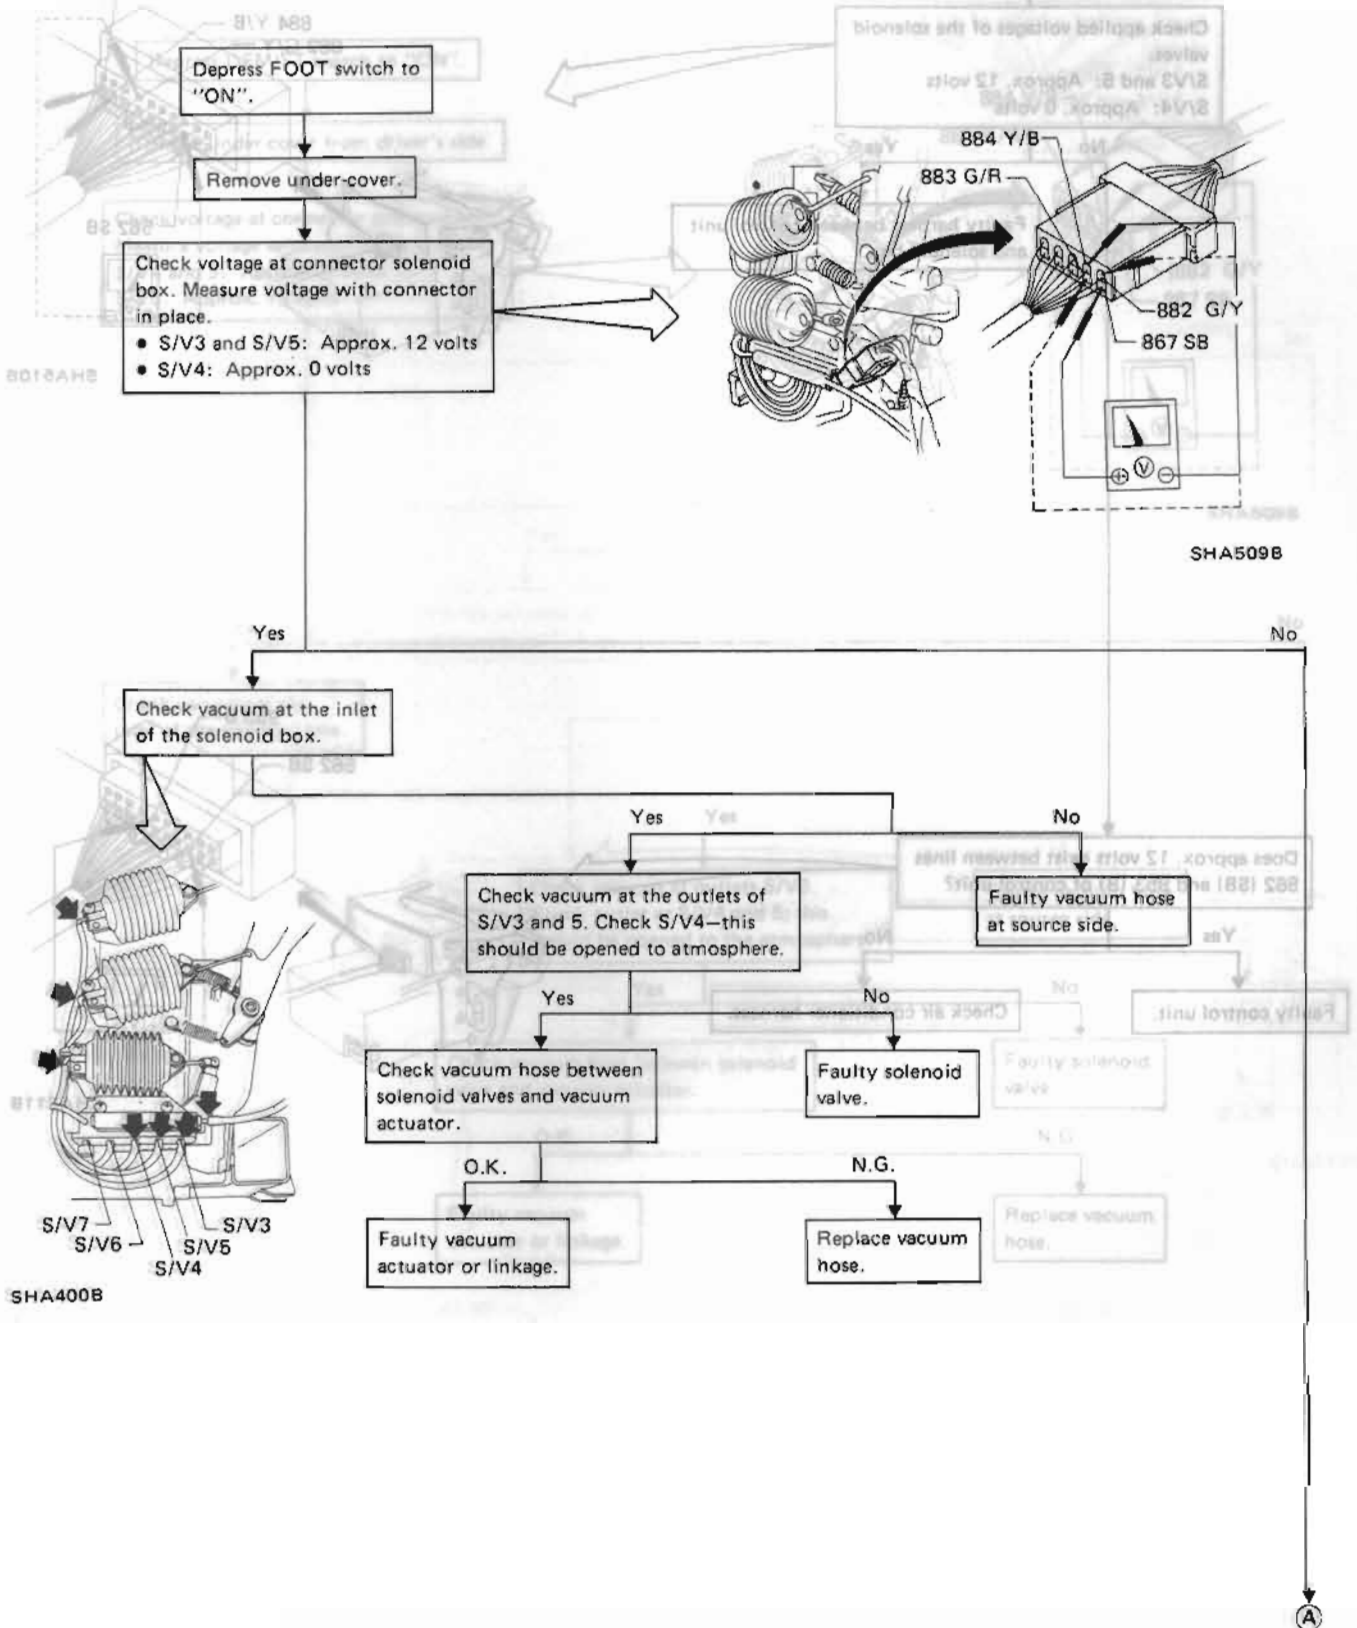 Depress FOOT switch to
"ON".
Remove under-cover.
Check voltage at connector solenoid
box. Measure voltage with connector
in place.
● S/V3 and S/V5: Approx. 12 volts
● S/V4: Approx. 0 volts
884 Y/B
883 G/R
882 G/Y
867 SB
V
SHA509B
Yes
No
Check vacuum at the inlet
of the solenoid box.
Yes
No
Check vacuum at the outlets of
S/V3 and 5. Check S/V4—this
should be opened to atmosphere.
Faulty vacuum hose
at source side.
Yes
No
Check vacuum hose between
solenoid valves and vacuum
actuator.
Faulty solenoid
valve.
O.K.
N.G.
Faulty vacuum
actuator or linkage.
Replace vacuum
hose.
S/V7
S/V6
S/V4
S/V5
S/V3
SHA400B
A